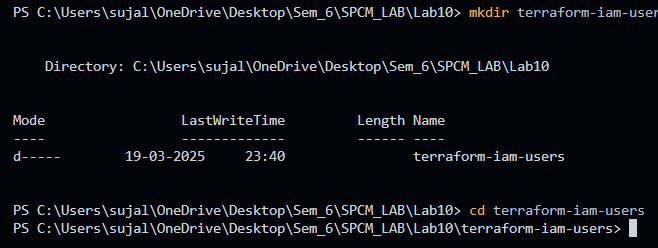 PS C:\Users\sujal\OneDrive\Desktop\Sem_6\SPCM_LAB\Lab10> mkdir terraform-iam-user
Directory: C:\Users\sujal\OneDrive\Desktop\Sem_6\SPCM_LAB\Lab10
Mode                 LastWriteTime         Length Name
----                 -------------         ------ ----
d-----        19-03-2025     23:40                terraform-iam-users
PS C:\Users\sujal\OneDrive\Desktop\Sem_6\SPCM_LAB\Lab10> cd terraform-iam-users
PS C:\Users\sujal\OneDrive\Desktop\Sem_6\SPCM_LAB\Lab10\terraform-iam-users>